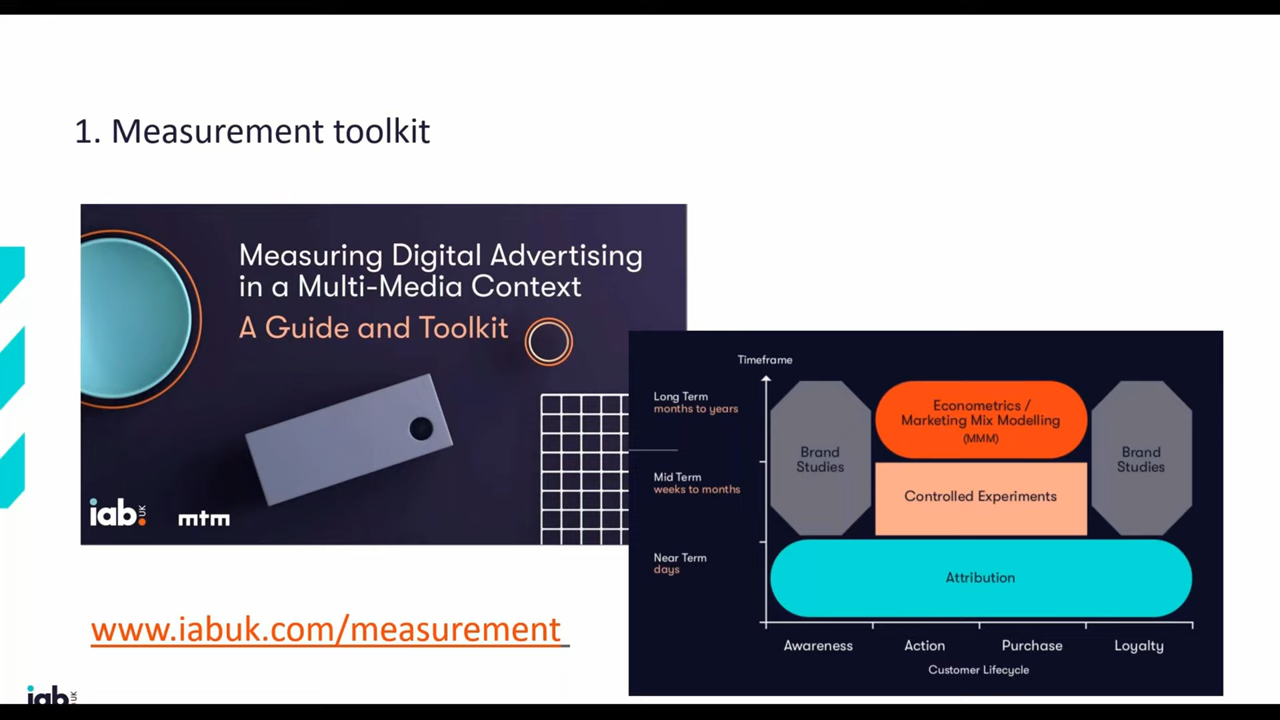 1. Measurement toolkit
Measuring Digital Advertising
in a Multi-Media Context
A Guide and Toolkit
iab.uk
mtm
www.iabuk.com/measurement
Timeframe
Long Term
months to years
Mid Term
weeks to months
Near Term
days
Brand
Studies
Econometrics /
Marketing Mix Modelling
(MMM)
Controlled Experiments
Brand
Studies
Attribution
Awareness
Action
Purchase
Loyalty
Customer Lifecycle
iab uk